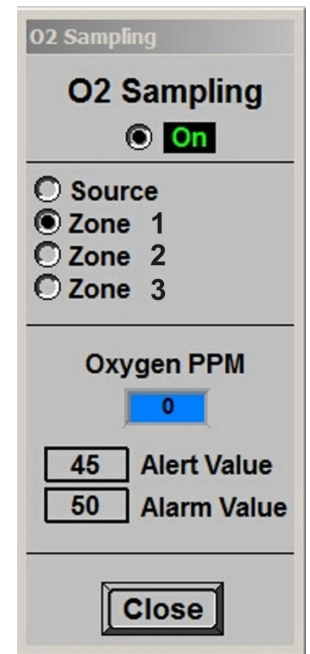 O2 Sampling
O2 Sampling
On
Source
Zone 1
Zone 2
Zone 3
Oxygen PPM
0
45 Alert Value
50 Alarm Value
Close